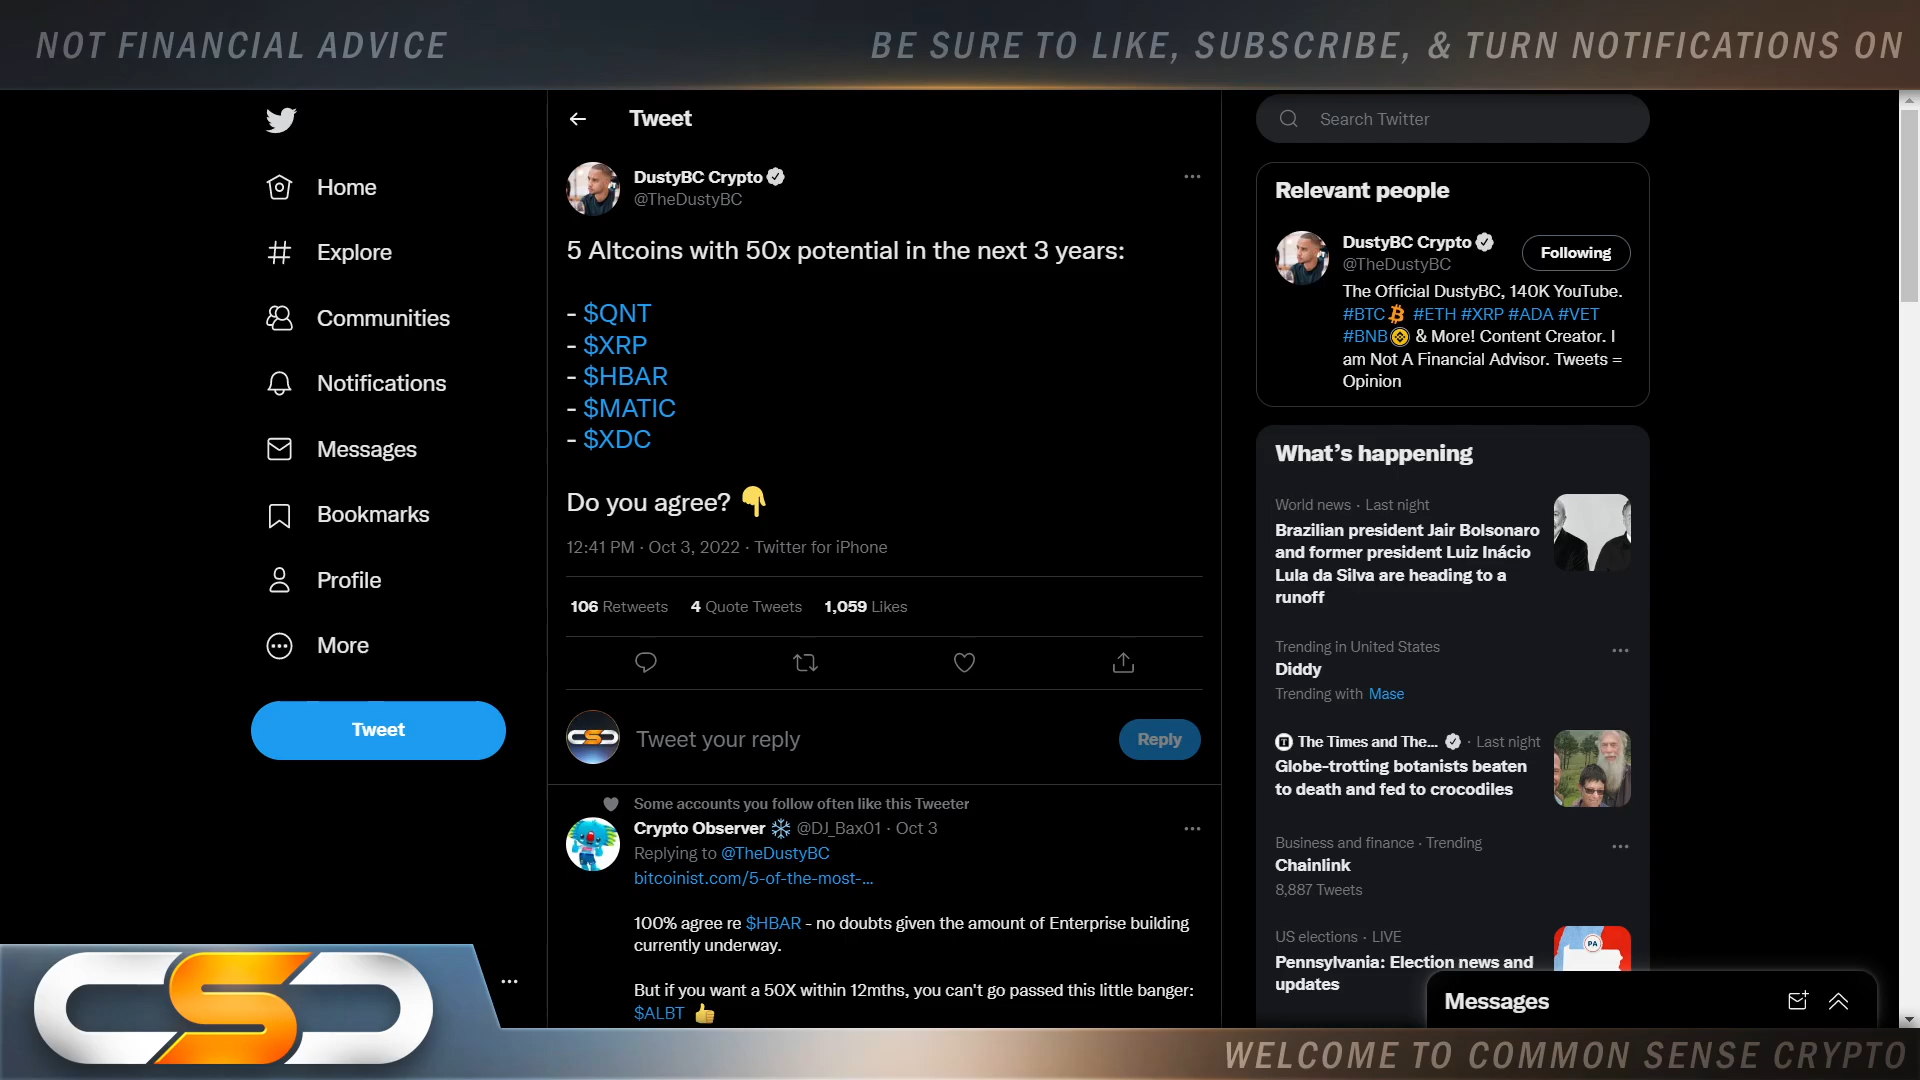 NOT FINANCIAL ADVICE
BE SURE TO LIKE, SUBSCRIBE, & TURN NOTIFICATIONS ON
Home
Explore
Communities
Notifications
Messages
Bookmarks
Profile
More
Tweet
Tweet
DustyBC Crypto
@TheDustyBC
5 Altcoins with 50x potential in the next 3 years:
- $QNT
- $XRP
- $HBAR
- $MATIC
- $XDC
Do you agree? 👇
12:41 PM · Oct 3, 2022 · Twitter for iPhone
106 Retweets 4 Quote Tweets 1,059 Likes
Tweet your reply
Reply
Some accounts you follow often like this Tweeter
Crypto Observer ❄ @DJ_Bax01 · Oct 3
Replying to @TheDustyBC
bitcoinist.com/5-of-the-most-...
100% agree re $HBAR - no doubts given the amount of Enterprise building
currently underway.
But if you want a 50X within 12mths, you can't go passed this little banger:
$ALBT 👍
Search Twitter
Relevant people
DustyBC Crypto
@TheDustyBC
Following
The Official DustyBC, 140K YouTube.
#BTC #ETH #XRP #ADA #VET
#BNB & More! Content Creator. I
am Not A Financial Advisor. Tweets =
Opinion
What's happening
World news · Last night
Brazilian president Jair Bolsonaro
and former president Luiz Inácio
Lula da Silva are heading to a
runoff
Trending in United States
Diddy
Trending with Mase
The Times and The... · Last night
Globe-trotting botanists beaten
to death and fed to crocodiles
Business and finance · Trending
Chainlink
8,887 Tweets
US elections · LIVE
PA
Pennsylvania: Election news and
updates
Messages
CSC
WELCOME TO COMMON SENSE CRYPTO